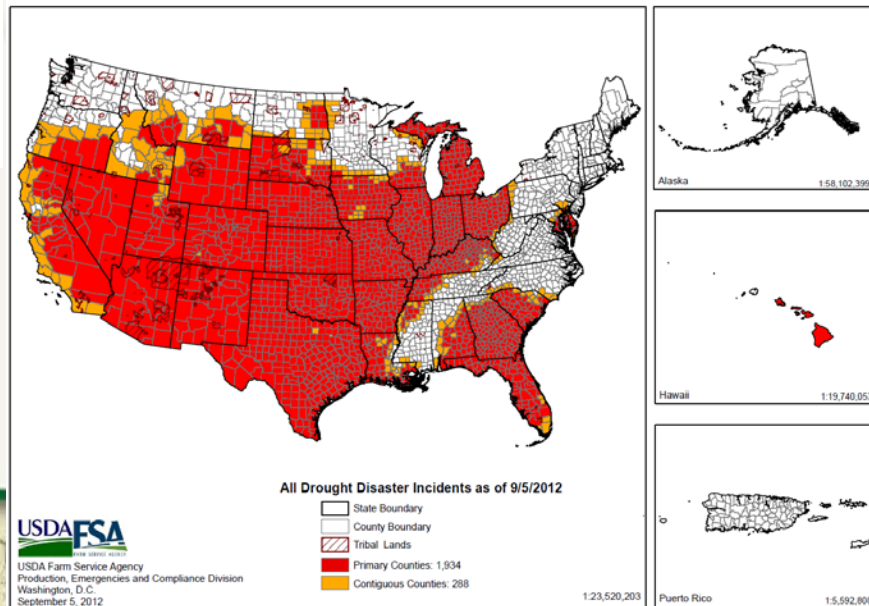 Alaska
1:58,102,399
Hawaii
1:19,740,053
Puerto Rico
1:5,592,808
All Drought Disaster Incidents as of 9/5/2012
State Boundary
County Boundary
Tribal Lands
Primary Counties: 1,934
Contiguous Counties: 288
1:23,520,203
USDA FSA
FARM SERVICE AGENCY
USDA Farm Service Agency
Production, Emergencies and Compliance Division
Washington, D.C.
September 5, 2012